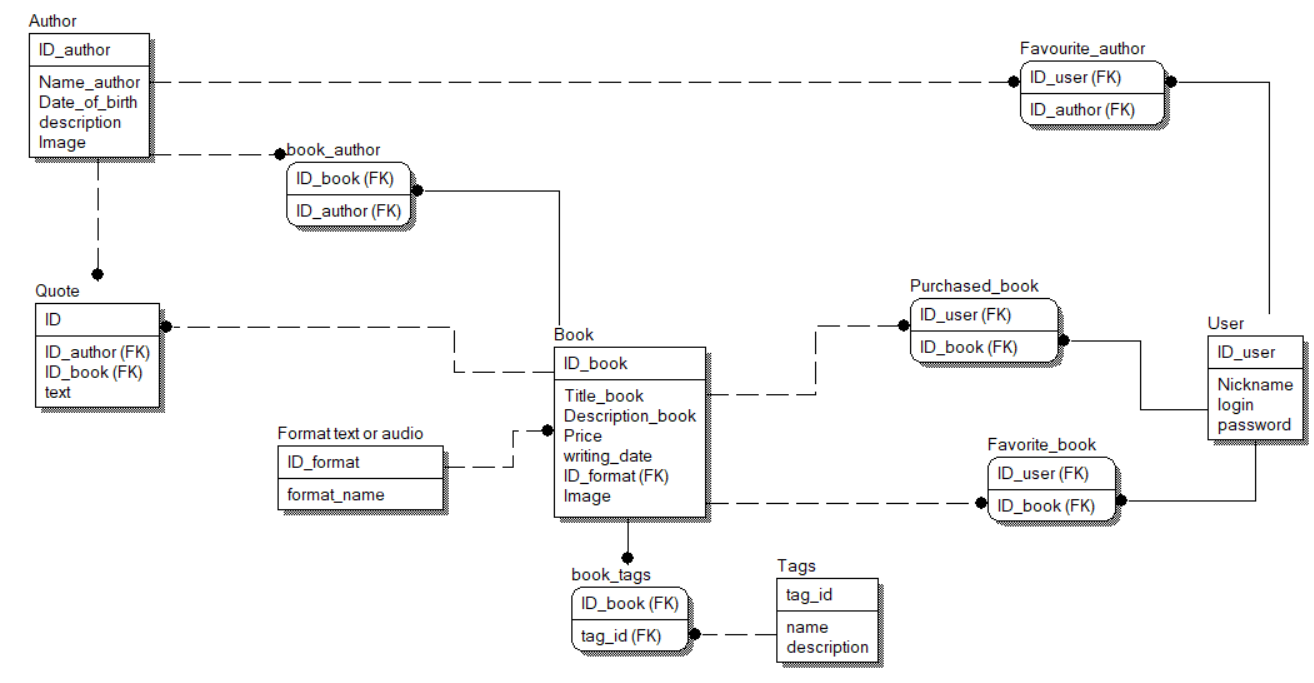 Author
ID_author
Name_author
Date_of_birth
description
Image
Favourite_author
ID_user (FK)
ID_author (FK)
book_author
ID_book (FK)
ID_author (FK)
Quote
ID
ID_author (FK)
ID_book (FK)
text
Purchased_book
ID_user (FK)
ID_book (FK)
User
ID_user
Nickname
login
password
Book
ID_book
Title_book
Description_book
Price
writing_date
ID_format (FK)
Image
Format text or audio
ID_format
format_name
Favorite_book
ID_user (FK)
ID_book (FK)
book_tags
ID_book (FK)
tag_id (FK)
Tags
tag_id
name
description